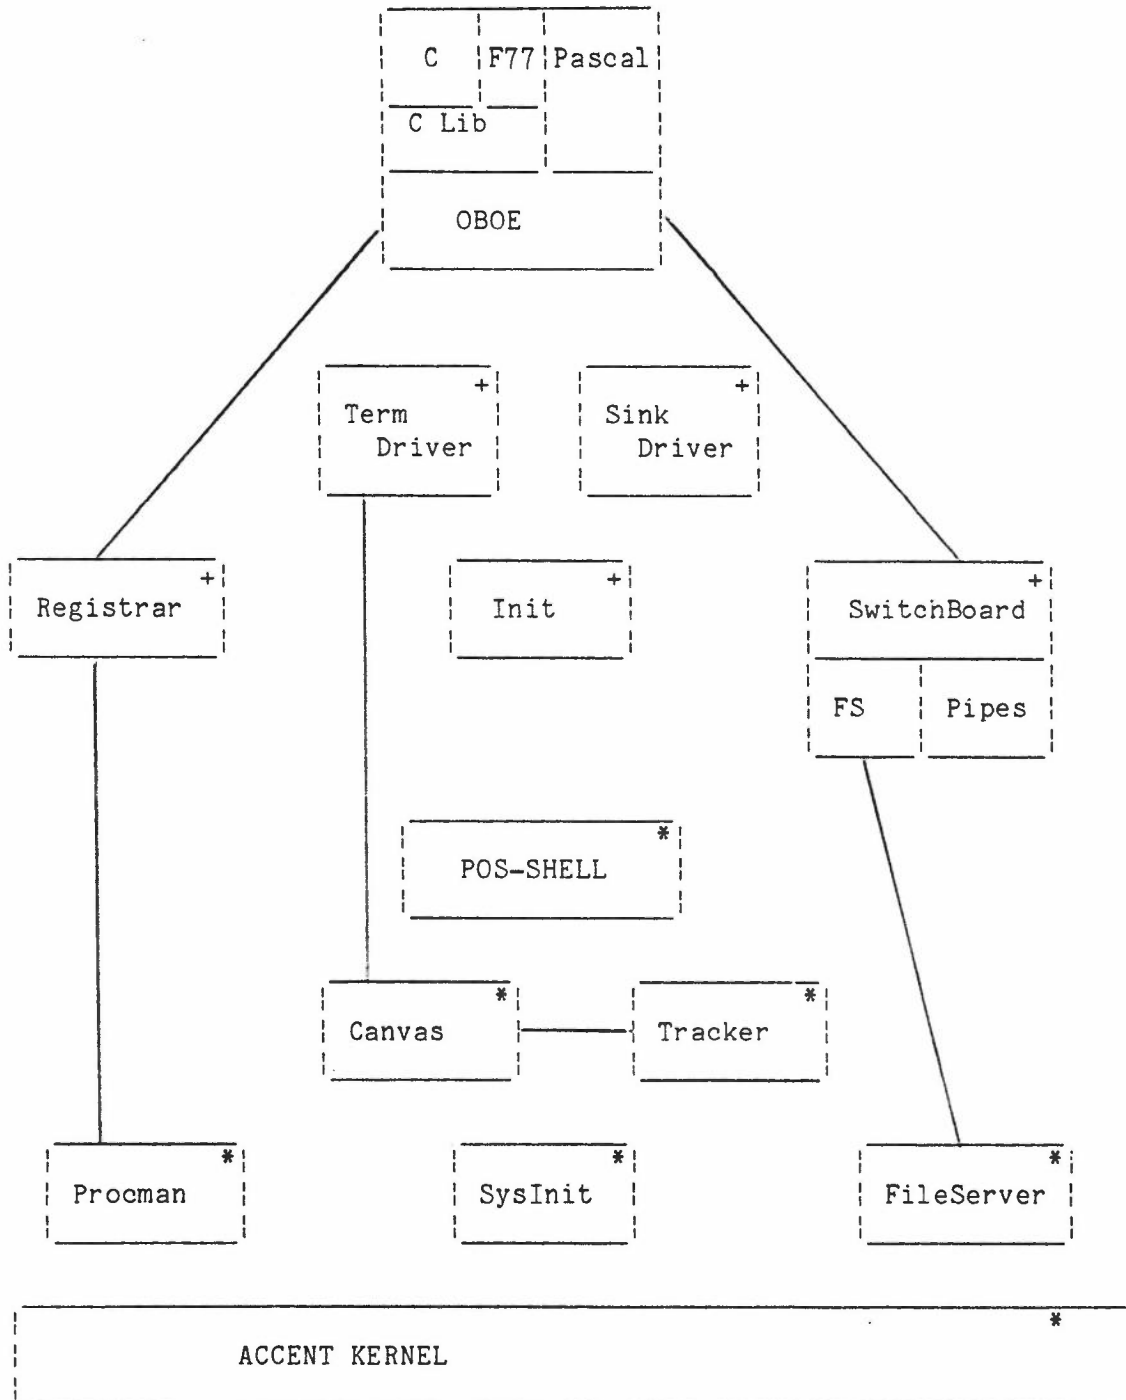 C F77 Pascal
C Lib
OBOE
+ +
Term Sink
Driver Driver
+ + +
Registrar Init SwitchBoard
FS Pipes
*
POS-SHELL
* *
Canvas Tracker
* * *
Procman SysInit FileServer
*
ACCENT KERNEL